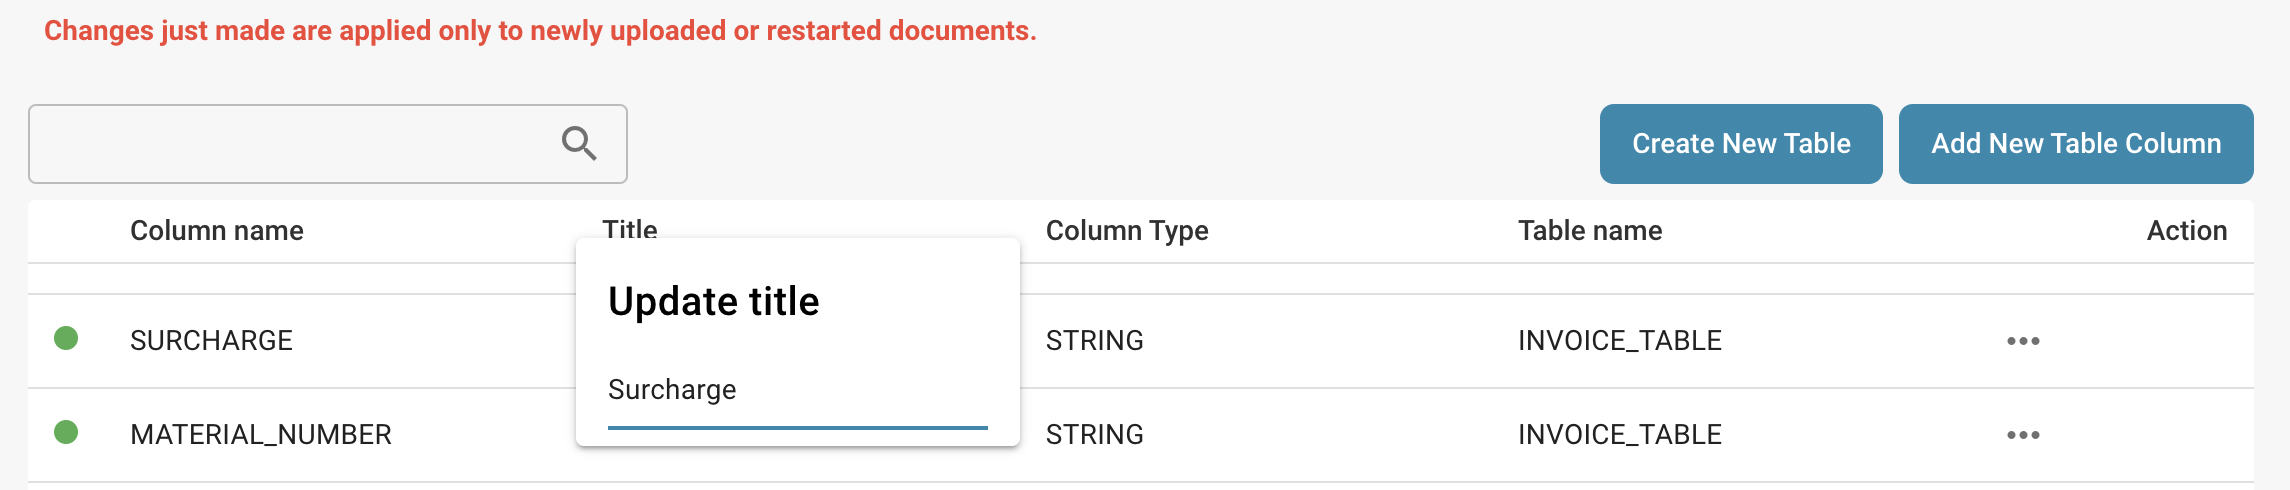 Changes just made are applied only to newly uploaded or restarted documents.
Create New Table Add New Table Column
Column name Title Column Type Table name Action
Update title
SURCHARGE STRING INVOICE_TABLE
Surcharge
MATERIAL_NUMBER STRING INVOICE_TABLE